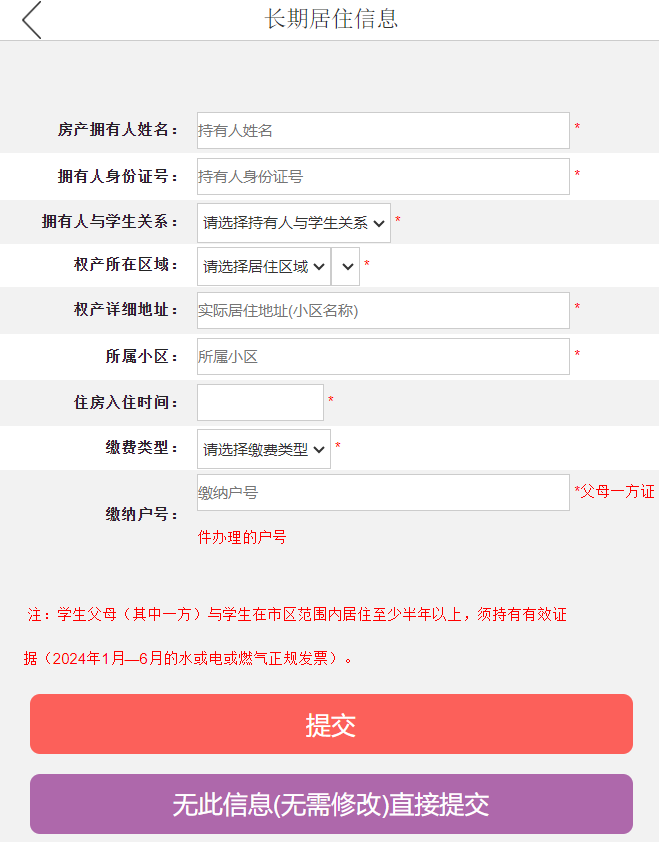 长期居住信息
房产拥有人姓名： 持有人姓名 *
拥有人身份证号： 持有人身份证号 *
拥有人与学生关系： 请选择持有人与学生关系 *
权产所在区域： 请选择居住区域 *
权产详细地址： 实际居住地址(小区名称) *
所属小区： 所属小区 *
住房入住时间： *
缴费类型： 请选择缴费类型 *
缴纳户号： 缴纳户号 *父母一方证
件办理的户号
注：学生父母（其中一方）与学生在市区范围内居住至少半年以上，须持有有效证
据（2024年1月—6月的水或电或燃气正规发票）。
提交
无此信息(无需修改)直接提交